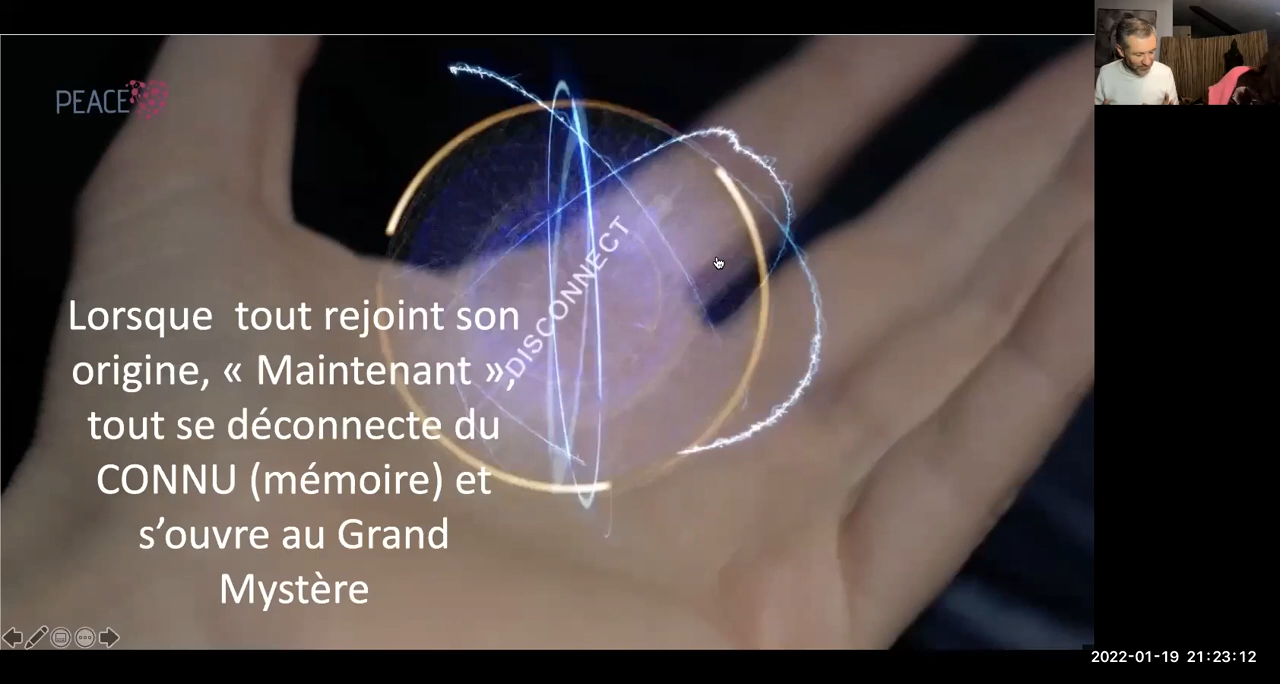 PEACE
DISCONNECT
Lorsque  tout rejoint son
origine, « Maintenant »,
tout se déconnecte du
CONNU (mémoire) et
s’ouvre au Grand
Mystère
2022-01-19 21:23:12